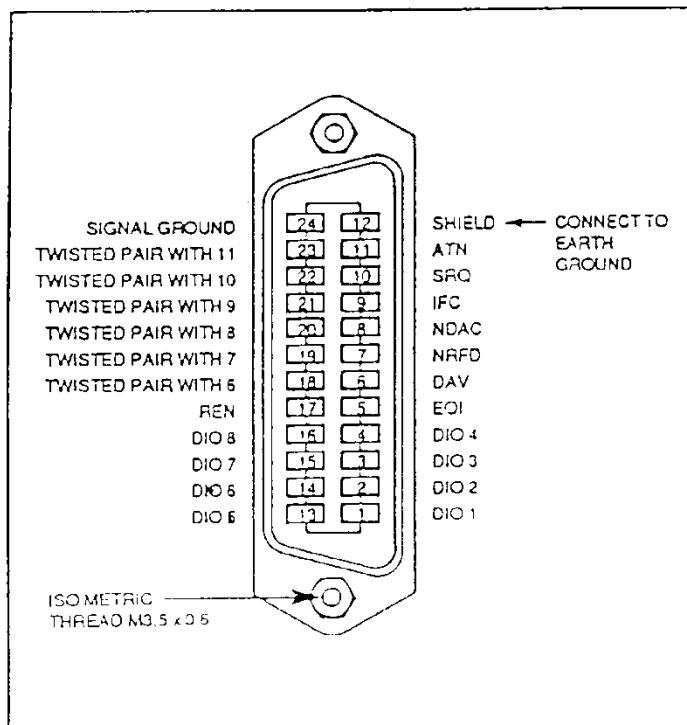 SIGNAL GROUND 24 12 SHIELD CONNECT TO
TWISTED PAIR WITH 11 23 11 ATN EARTH
TWISTED PAIR WITH 10 22 10 SRQ GROUND
TWISTED PAIR WITH 9 21 9 IFC
TWISTED PAIR WITH 8 20 8 NDAC
TWISTED PAIR WITH 7 19 7 NRFD
TWISTED PAIR WITH 6 18 6 DAV
REN 17 5 EOI
DIO 8 16 4 DIO 4
DIO 7 15 3 DIO 3
DIO 6 14 2 DIO 2
DIO 13 1 DIO 1
ISO METRIC
THREAD M3.5 x